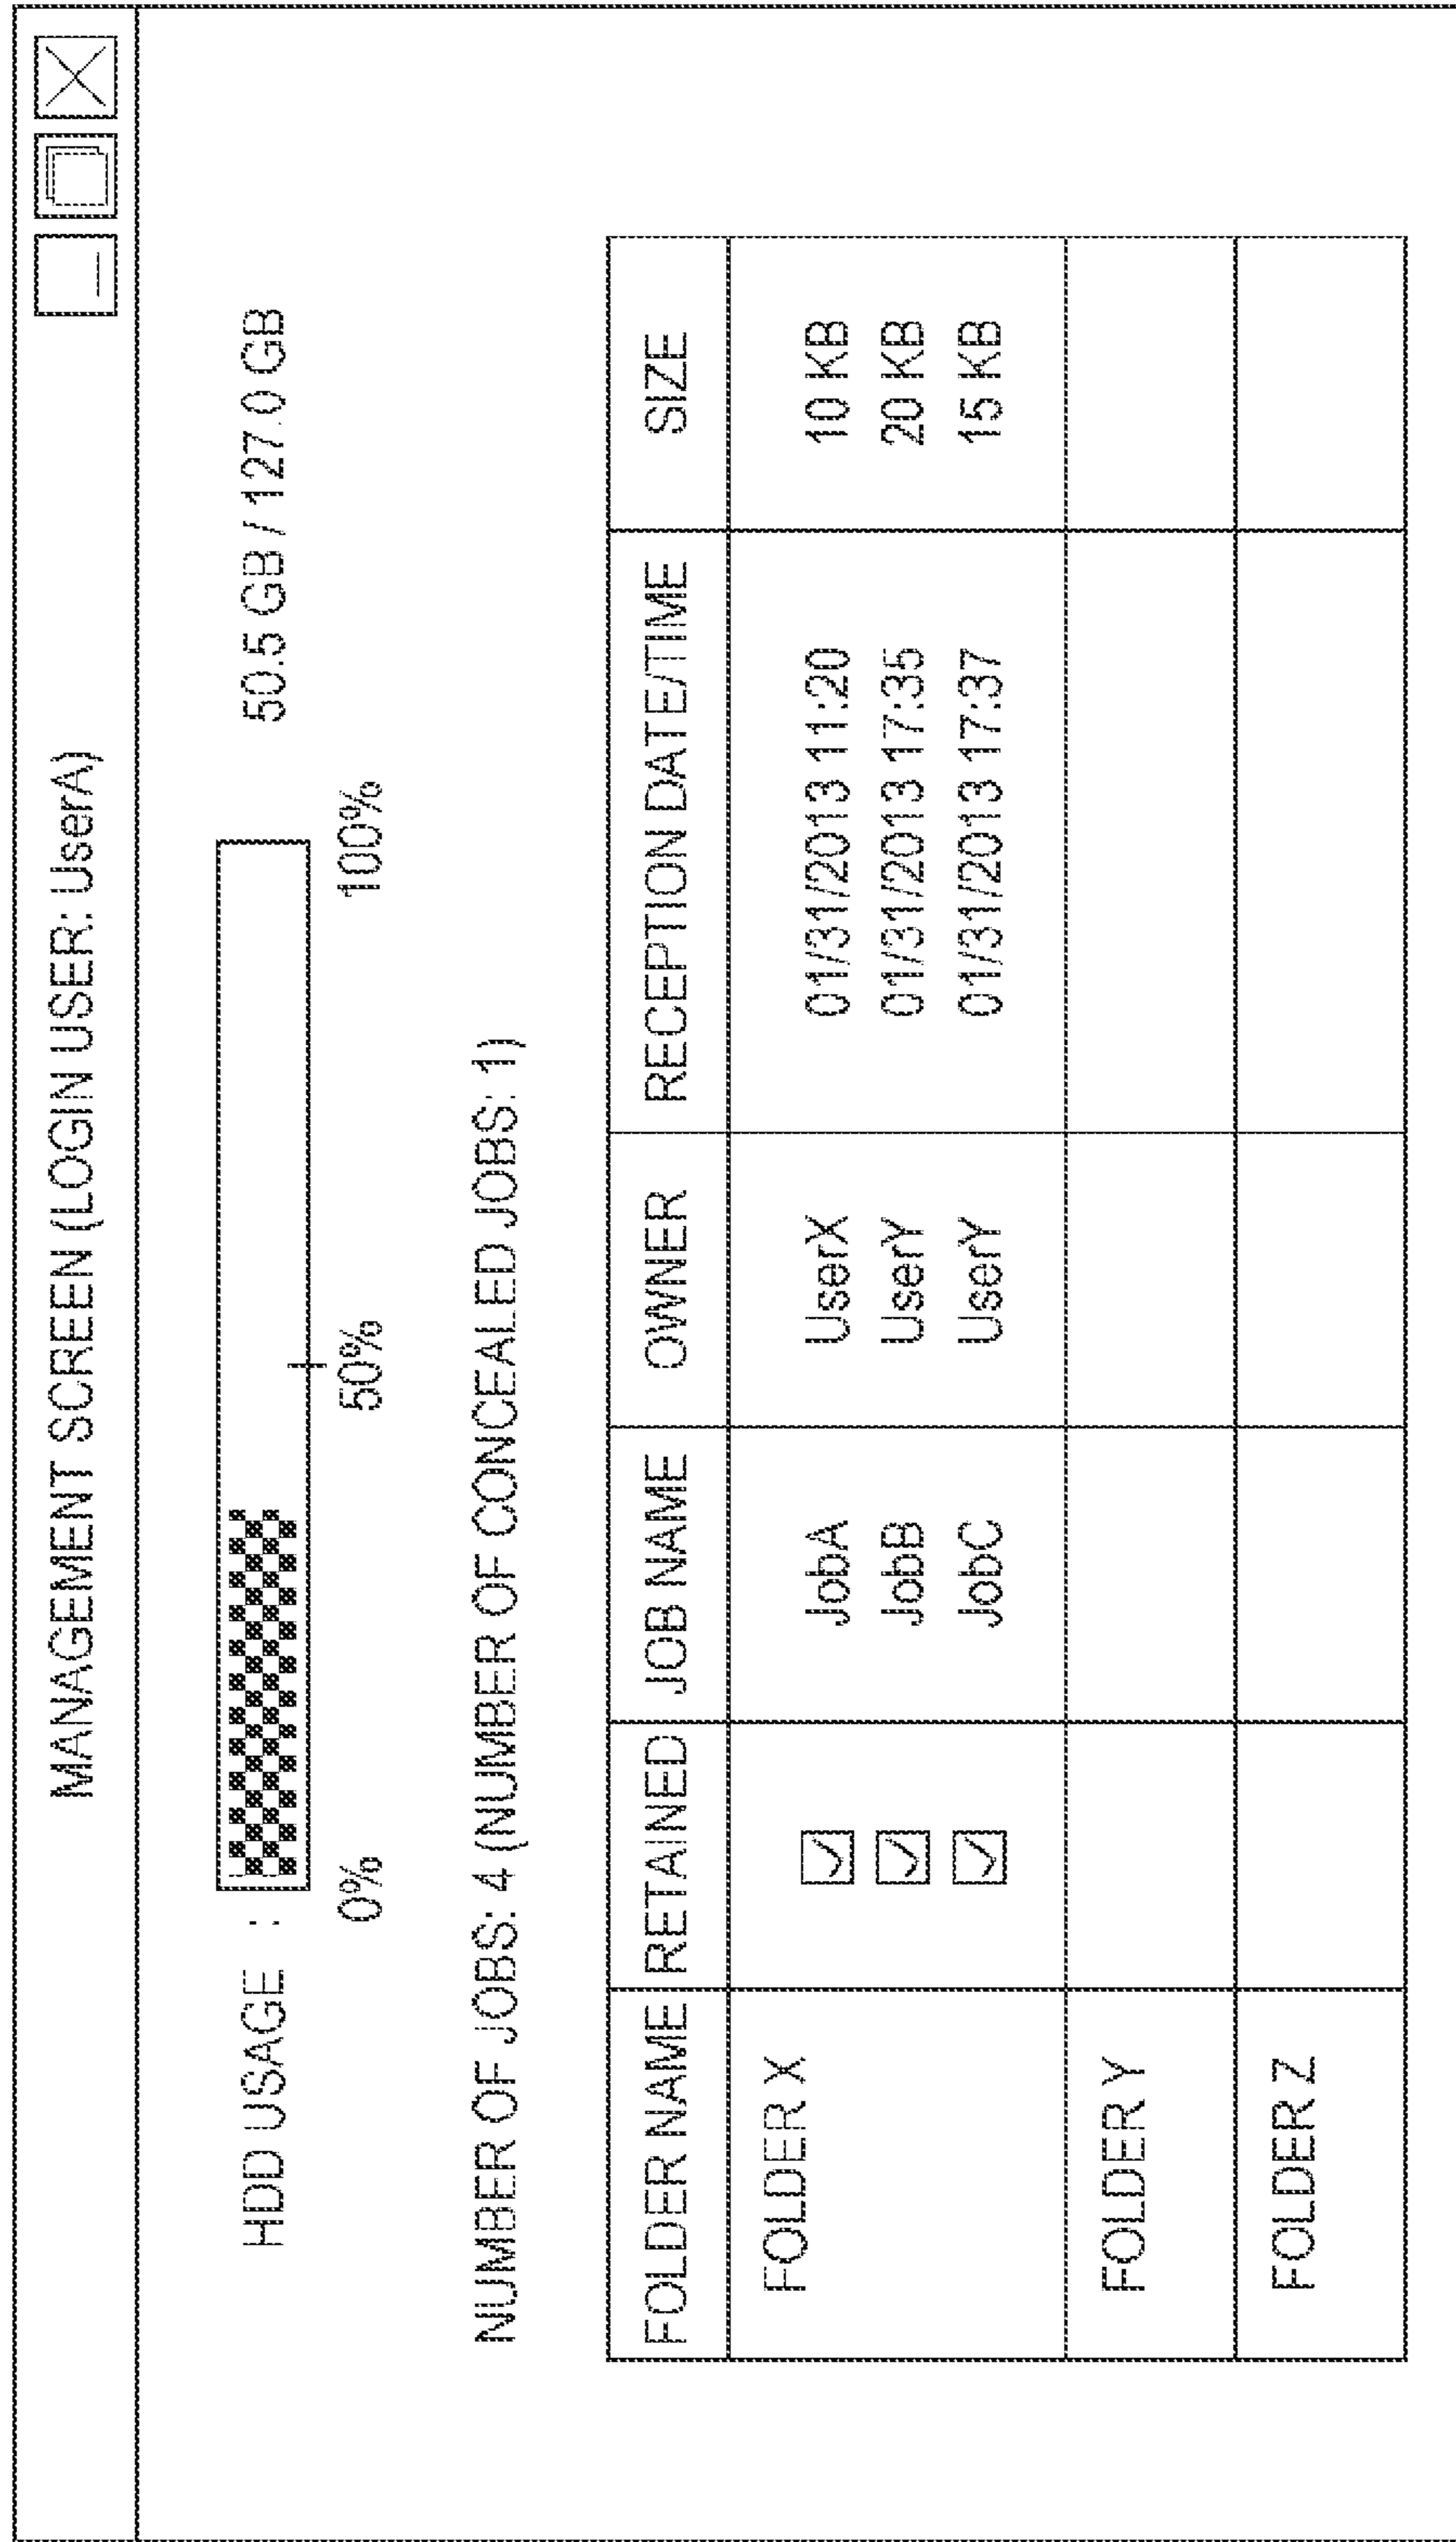 MANAGEMENT SCREEN (LOGIN USER: UserA)
HDD USAGE : 50.5 GB / 127.0 GB
0% 50% 100%
NUMBER OF JOBS: 4 (NUMBER OF CONCEALED JOBS: 1)
FOLDER NAME RETAINED JOB NAME OWNER RECEPTION DATE/TIME SIZE
FOLDER X
JobA UserX 01/31/2013 11:20 10 KB
JobB UserY 01/31/2013 17:35 20 KB
JobC UserY 01/31/2013 17:37 15 KB
FOLDER Y
FOLDER Z